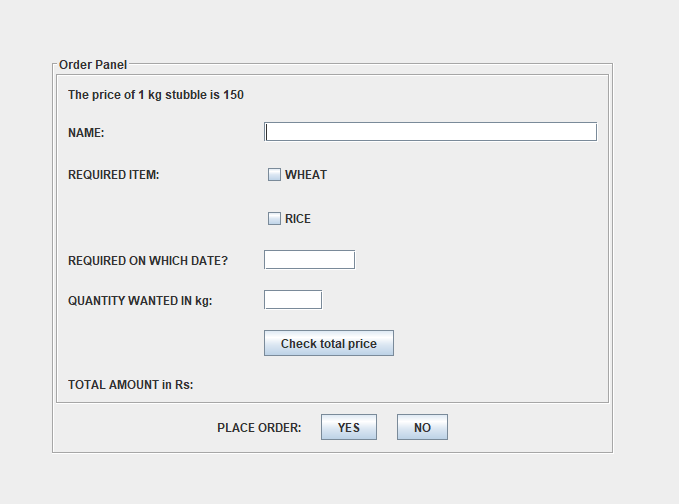 Order Panel
The price of 1 kg stubble is 150
NAME:
REQUIRED ITEM:
WHEAT
RICE
REQUIRED ON WHICH DATE?
QUANTITY WANTED IN kg:
Check total price
TOTAL AMOUNT in Rs:
PLACE ORDER: YES NO